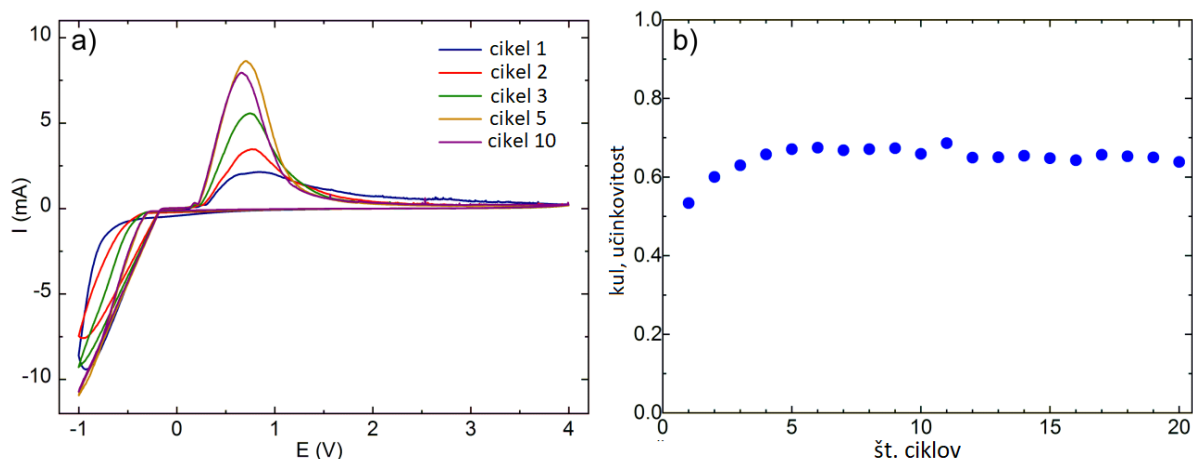 a)
cikel 1
cikel 2
cikel 3
cikel 5
cikel 10
10
5
0
-5
-10
I (mA)
-1 0 1 2 3 4
E (V)
b)
1.0
0.8
0.6
0.4
0.2
0.0
kul, učinkovitost
0 5 10 15 20
št. ciklov